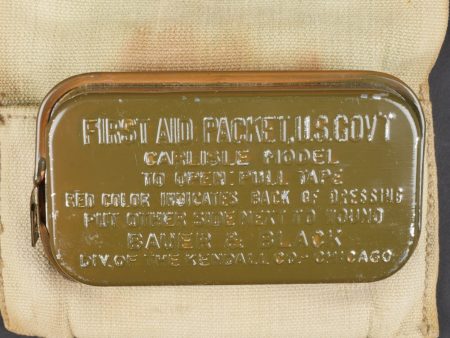 FIRST AID PACKET, U.S. GOV'T
CARLISLE MODEL
TO OPEN PULL TAPE
RED COLOR INDICATES BACK OF DRESSING
PUT OTHER SIDE NEXT TO WOUND
BAUER & BLACK
DIV. OF THE KENDALL CO.-CHICAGO